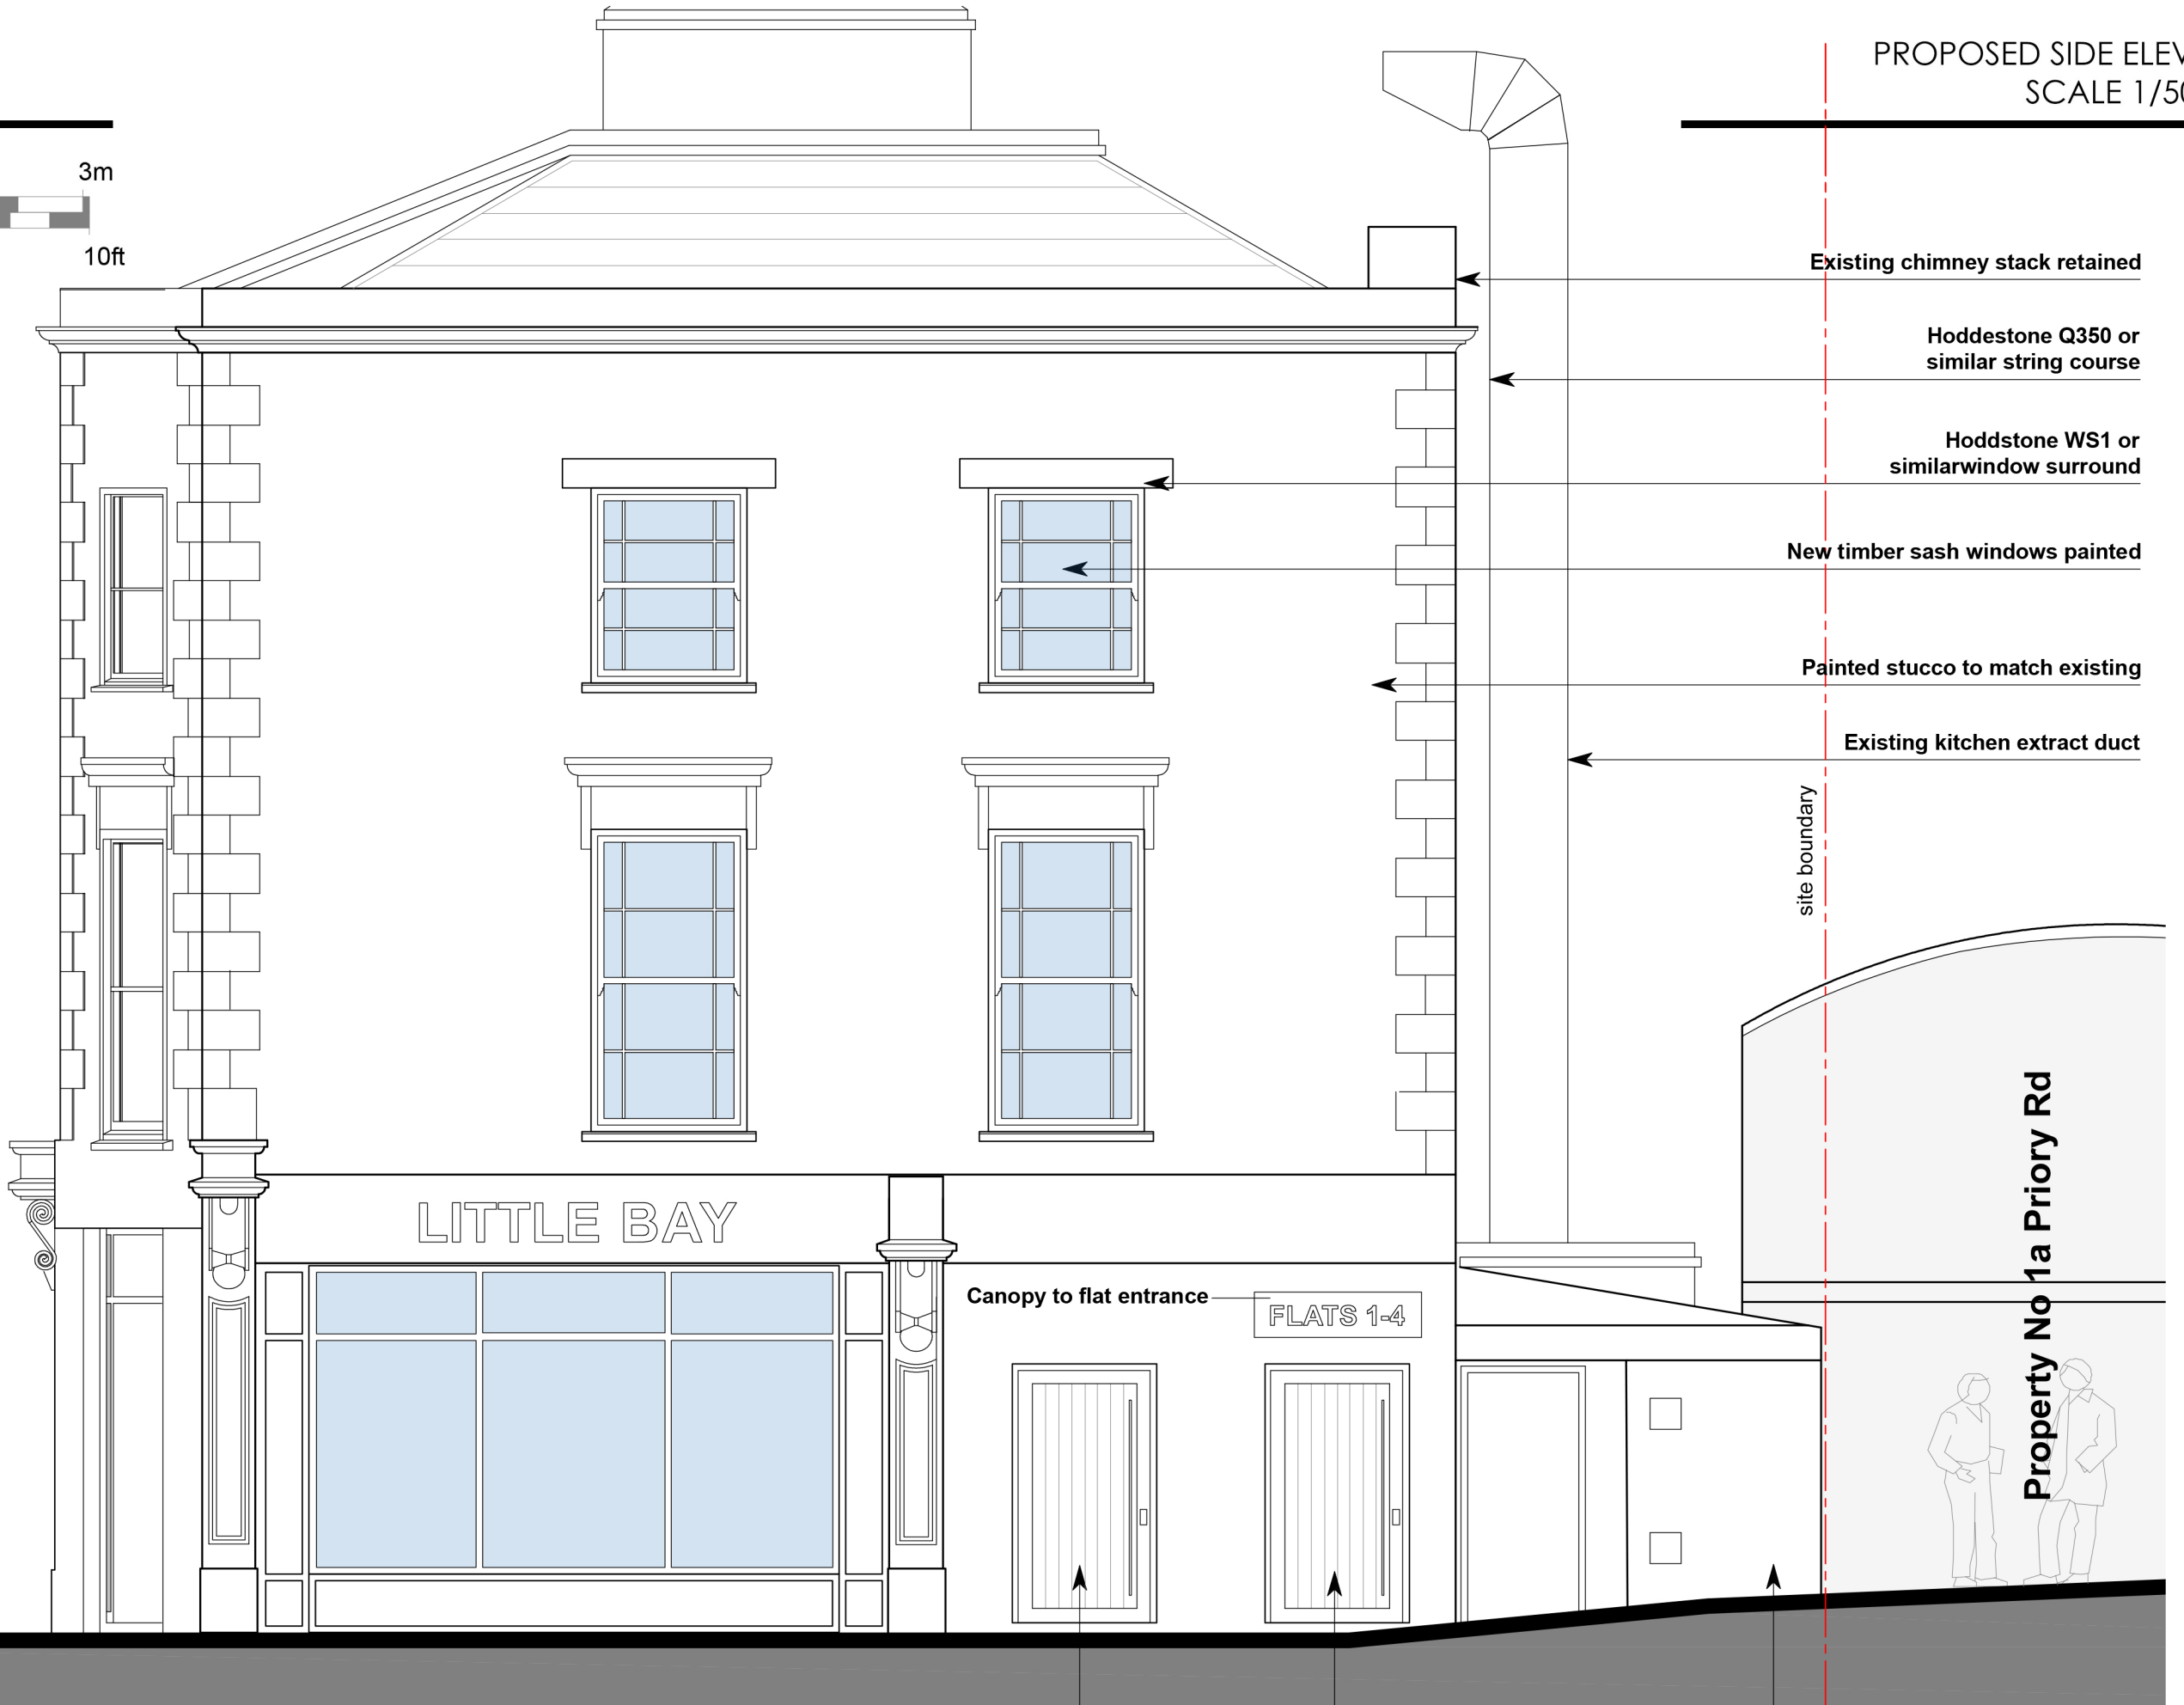 PROPOSED SIDE ELEV
SCALE 1/50
3m
10ft
Existing chimney stack retained
Hoddestone Q350 or
similar string course
Hoddstone WS1 or
similarwindow surround
New timber sash windows painted
Painted stucco to match existing
Existing kitchen extract duct
site boundary
Property No 1a Priory Rd
LITTLE BAY
Canopy to flat entrance
FLATS 1-4